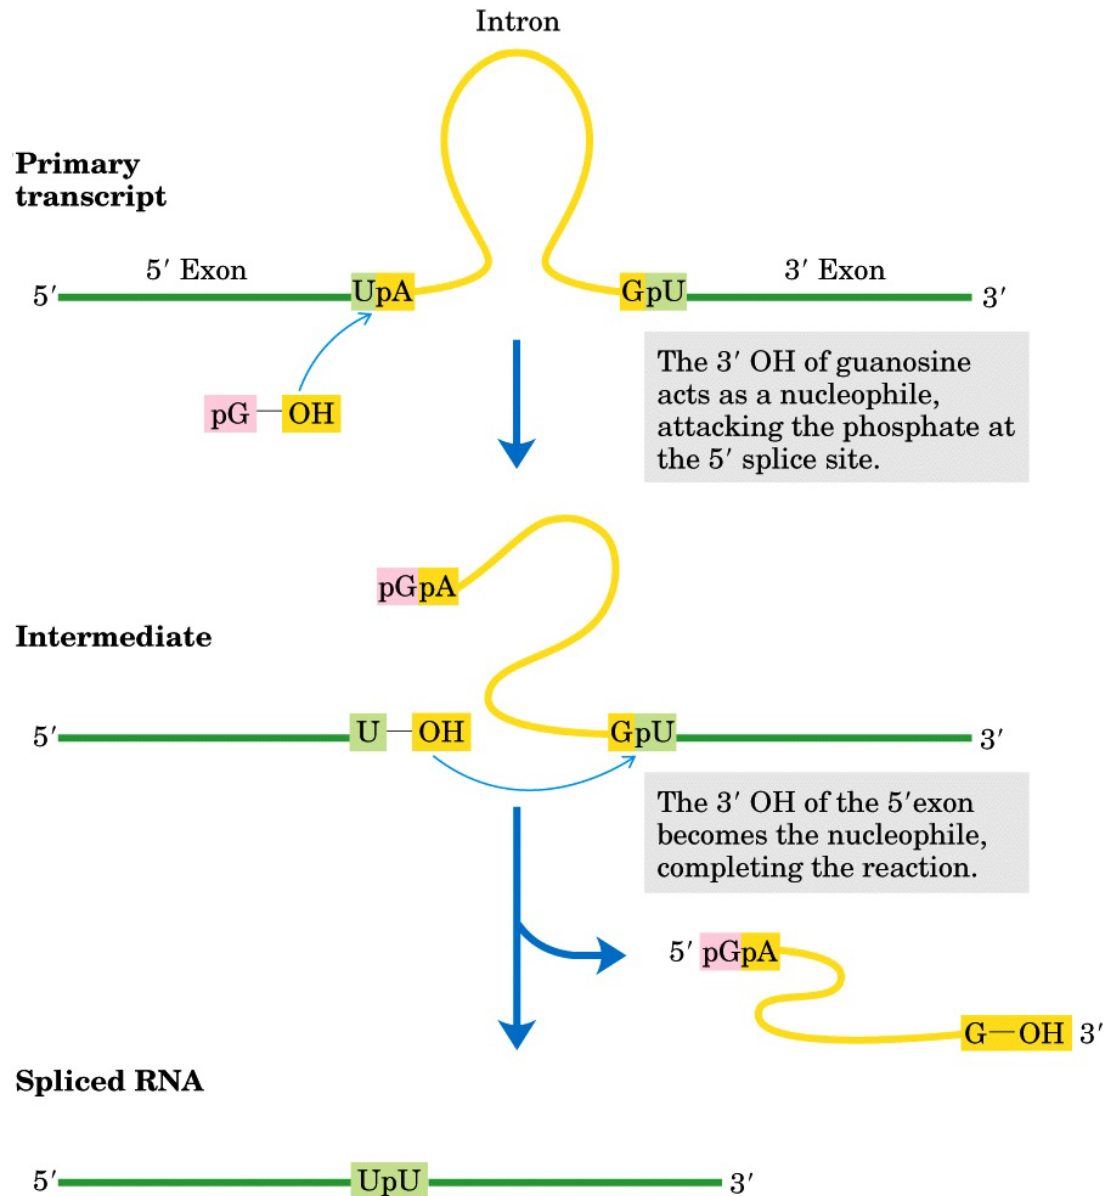 Intron
Primary
transcript
5′ Exon
3′ Exon
5′
UpA
GpU
3′
pG
OH
The 3′ OH of guanosine
acts as a nucleophile,
attacking the phosphate at
the 5′ splice site.
pGpA
Intermediate
5′
U
OH
GpU
3′
The 3′ OH of the 5′exon
becomes the nucleophile,
completing the reaction.
5′ pGpA
G—OH 3′
Spliced RNA
5′
UpU
3′